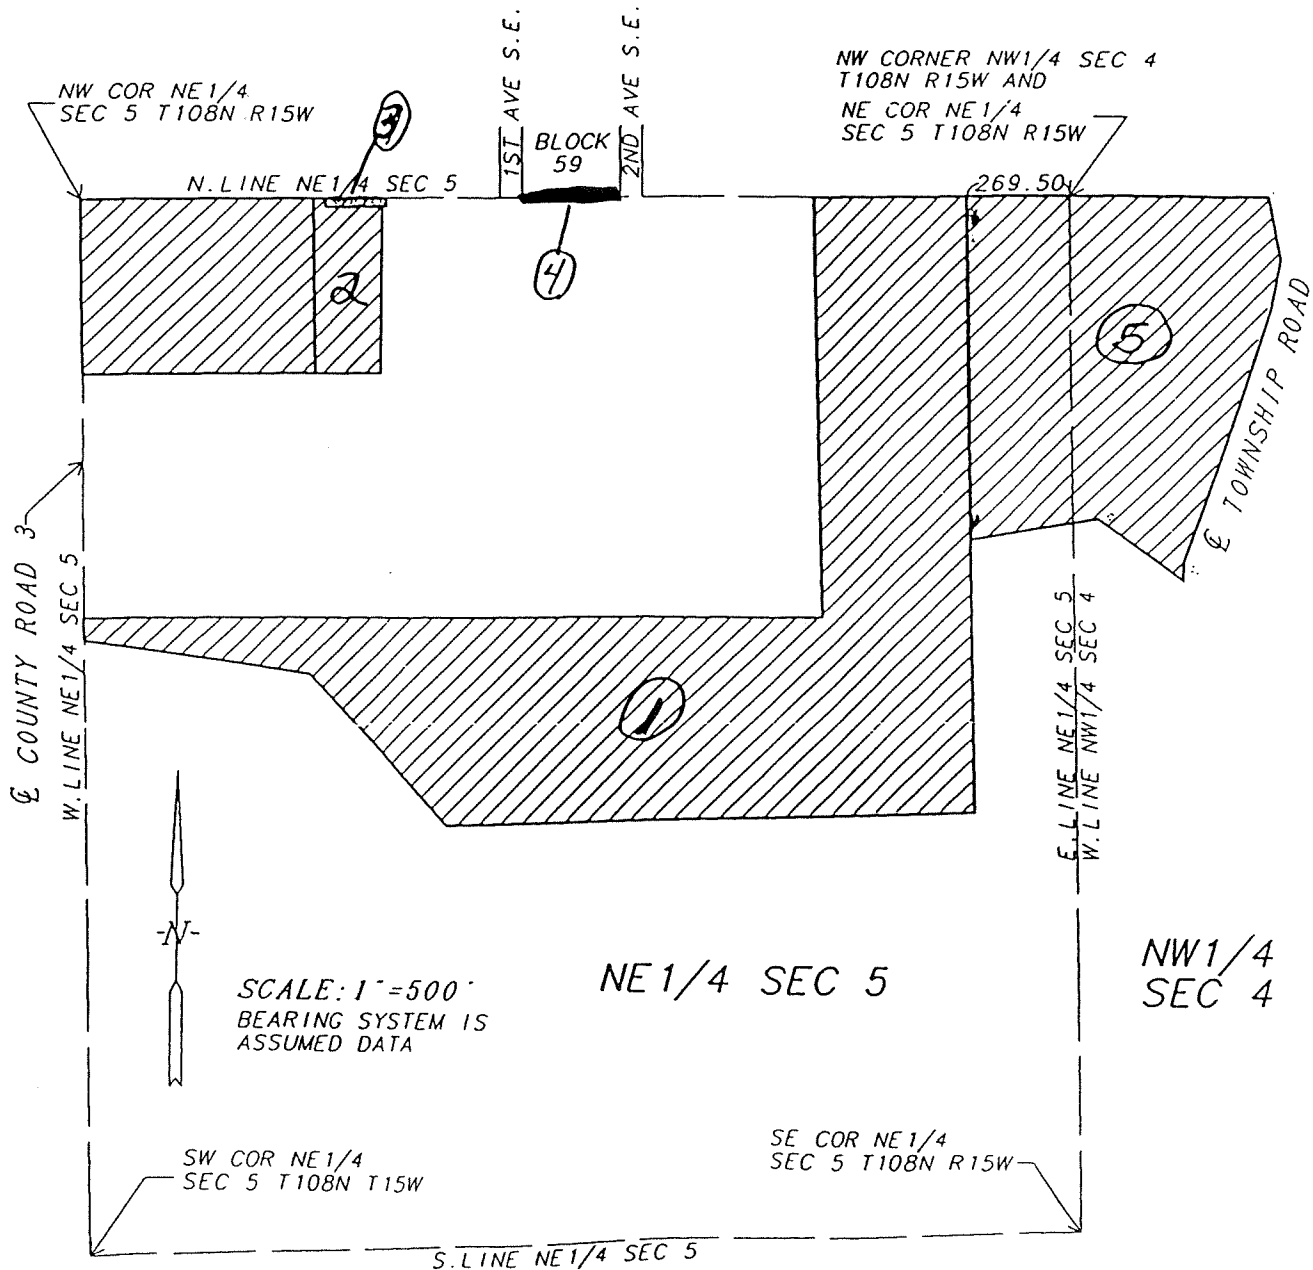 1ST AVE S.E.
2ND AVE S.E.
BLOCK
59
NW COR NE1/4
SEC 5 T108N R15W
3
NW CORNER NW1/4 SEC 4
T108N R15W AND
NE COR NE1/4
SEC 5 T108N R15W
N.LINE NE1/4 SEC 5
269.50
2
4
5
℄ TOWNSHIP ROAD
℄ COUNTY ROAD 3
W.LINE NE1/4 SEC 5
1
E.LINE NE1/4 SEC 5
W.LINE NW1/4 SEC 4
-N-
SCALE: 1"=500'
BEARING SYSTEM IS
ASSUMED DATA
NE1/4 SEC 5
NW1/4
SEC 4
SW COR NE1/4
SEC 5 T108N T15W
SE COR NE1/4
SEC 5 T108N R15W
S.LINE NE1/4 SEC 5